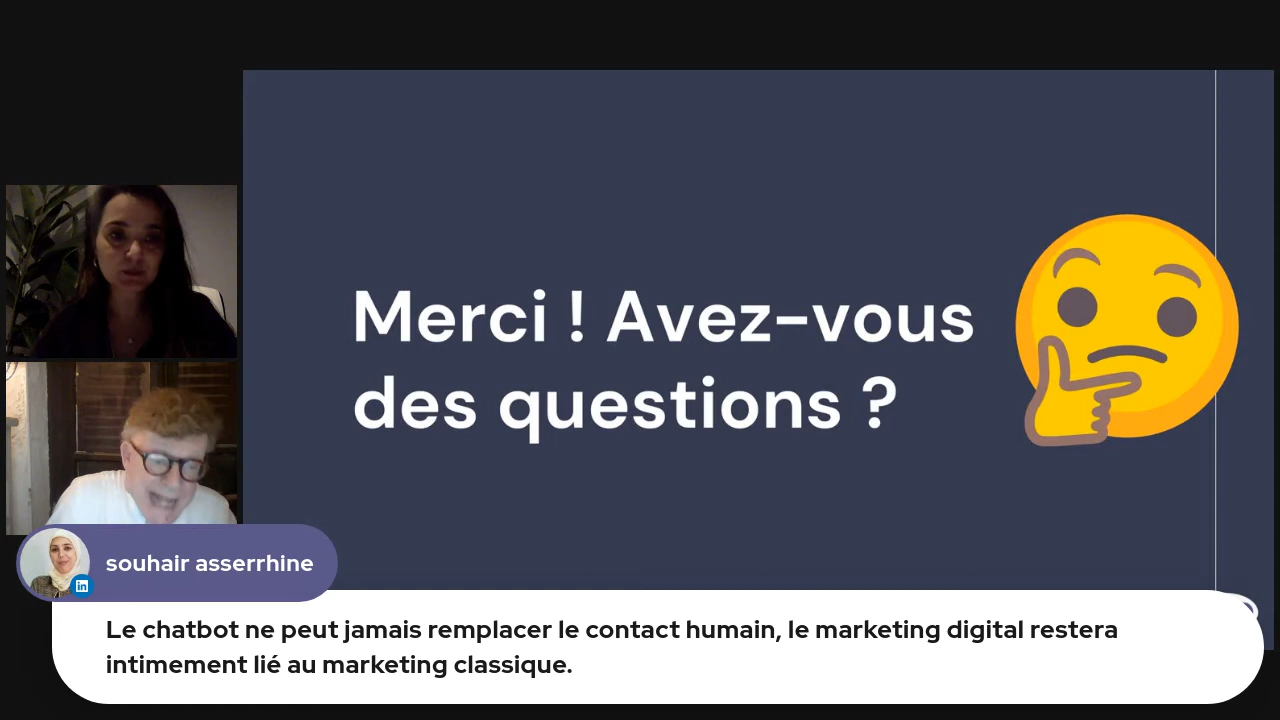 Merci ! Avez-vous
des questions ?
souhair asserrhine
in
Le chatbot ne peut jamais remplacer le contact humain, le marketing digital restera
intimement lié au marketing classique.